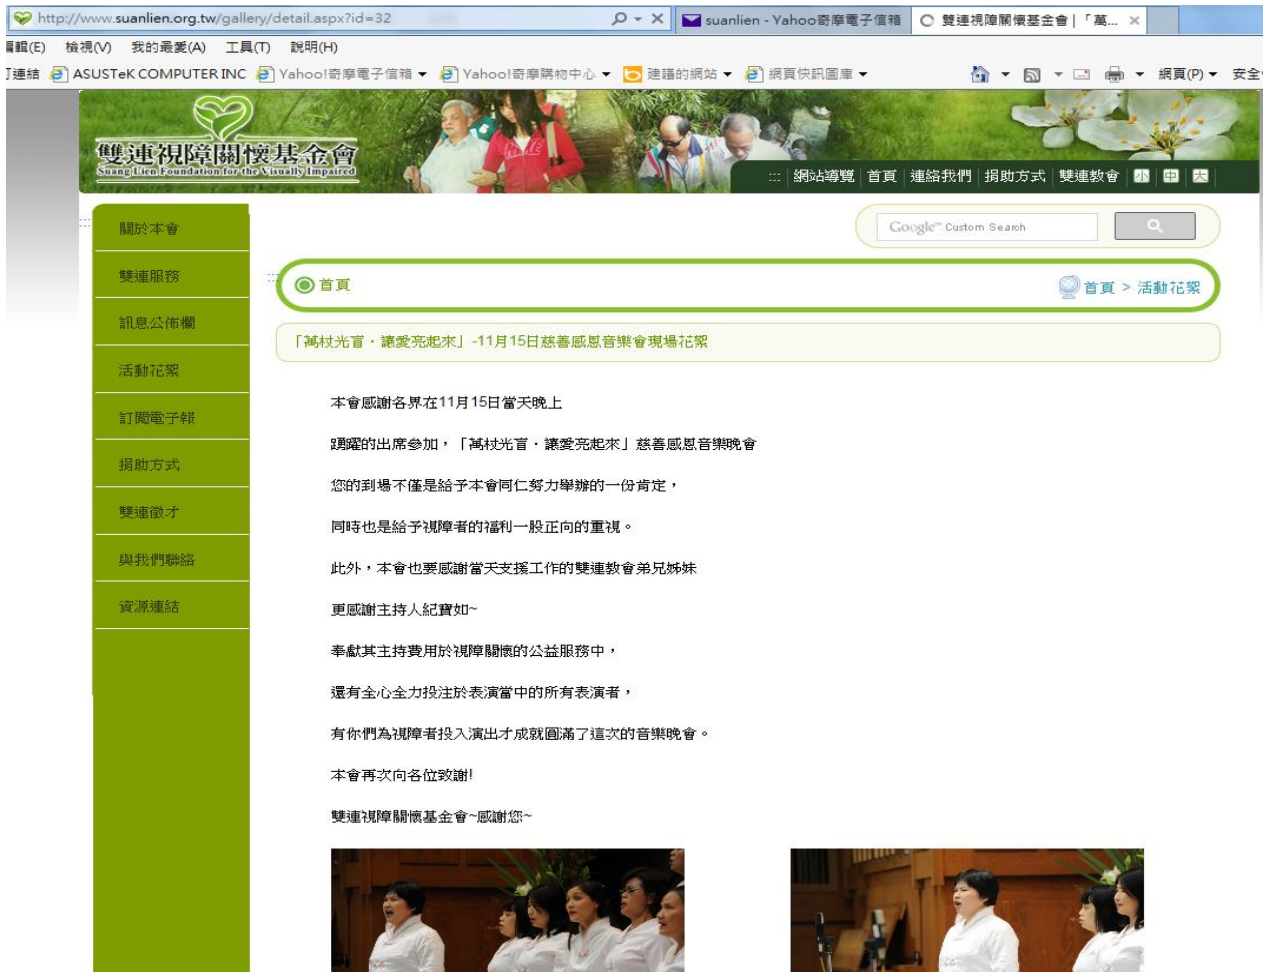 http://www.suanlien.org.tw/gallery/detail.aspx?id=32
suanlien - Yahoo奇摩電子信箱
雙連視障關懷基金會 | 「萬...
編輯(E) 檢視(V) 我的最愛(A) 工具(T) 說明(H)
訂連結 ASUSTeK COMPUTER INC Yahoo!奇摩電子信箱 Yahoo!奇摩購物中心 建議的網站 網頁快訊圖庫 網頁(P) 安全
雙連視障關懷基金會
Suang Lien Foundation for the Visually Impaired
::: 網站導覽 首頁 連絡我們 捐助方式 雙連教會 小 中 大
:::
關於本會
雙連服務
訊息公佈欄
活動花絮
訂閱電子報
捐助方式
雙連徵才
與我們聯絡
資源連結
Google™ Custom Search
:::
首頁
首頁 > 活動花絮
「萬杖光盲．讓愛亮起來」-11月15日慈善感恩音樂會現場花絮
本會感謝各界在11月15日當天晚上
踴躍的出席參加，「萬杖光盲．讓愛亮起來」慈善感恩音樂晚會
您的到場不僅是給予本會同仁努力舉辦的一份肯定，
同時也是給予視障者的福利一股正向的重視。
此外，本會也要感謝當天支援工作的雙連教會弟兄姊妹
更感謝主持人紀寶如~
奉獻其主持費用於視障關懷的公益服務中，
還有全心全力投注於表演當中的所有表演者，
有你們為視障者投入演出才成就圓滿了這次的音樂晚會。
本會再次向各位致謝!
雙連視障關懷基金會~感謝您~